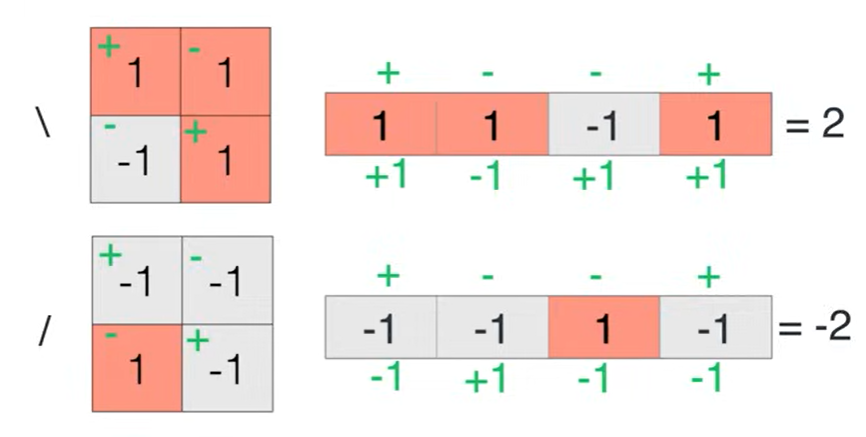 + -
\ 1 1
- +
-1 1
+ - - +
1 1 -1 1 = 2
+1 -1 +1 +1
+ -
-1 -1
/
- +
1 -1
+ - - +
-1 -1 1 -1 = -2
-1 +1 -1 -1